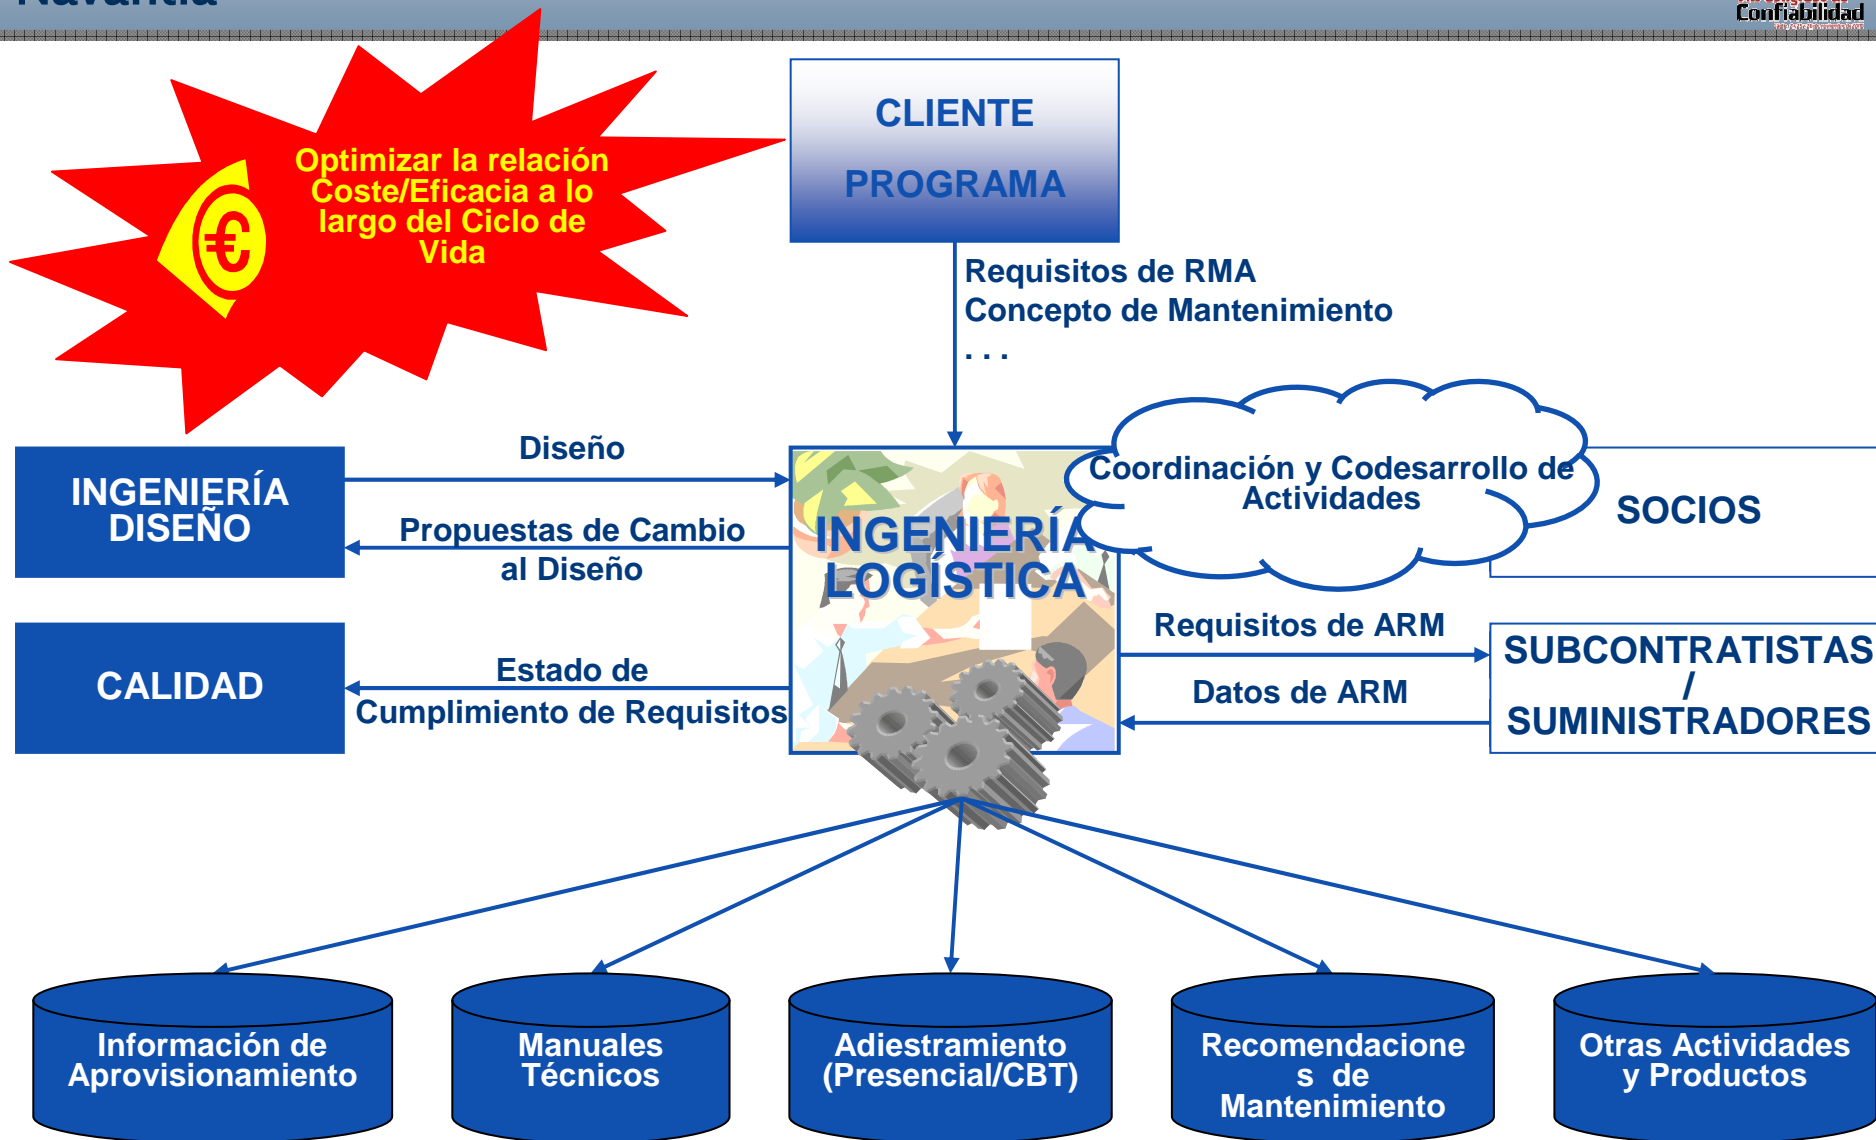 Navantia
Confiabilidad
Optimizar la relación
Coste/Eficacia a lo
largo del Ciclo de
Vida
€
CLIENTE
PROGRAMA
Requisitos de RMA
Concepto de Mantenimiento
. . .
INGENIERÍA
DISEÑO
Diseño
Propuestas de Cambio
al Diseño
INGENIERÍA
LOGÍSTICA
Coordinación y Codesarrollo de
Actividades
SOCIOS
CALIDAD
Estado de
Cumplimiento de Requisitos
Requisitos de ARM
Datos de ARM
SUBCONTRATISTAS
/
SUMINISTRADORES
Información de
Aprovisionamiento
Manuales
Técnicos
Adiestramiento
(Presencial/CBT)
Recomendacione
s de
Mantenimiento
Otras Actividades
y Productos